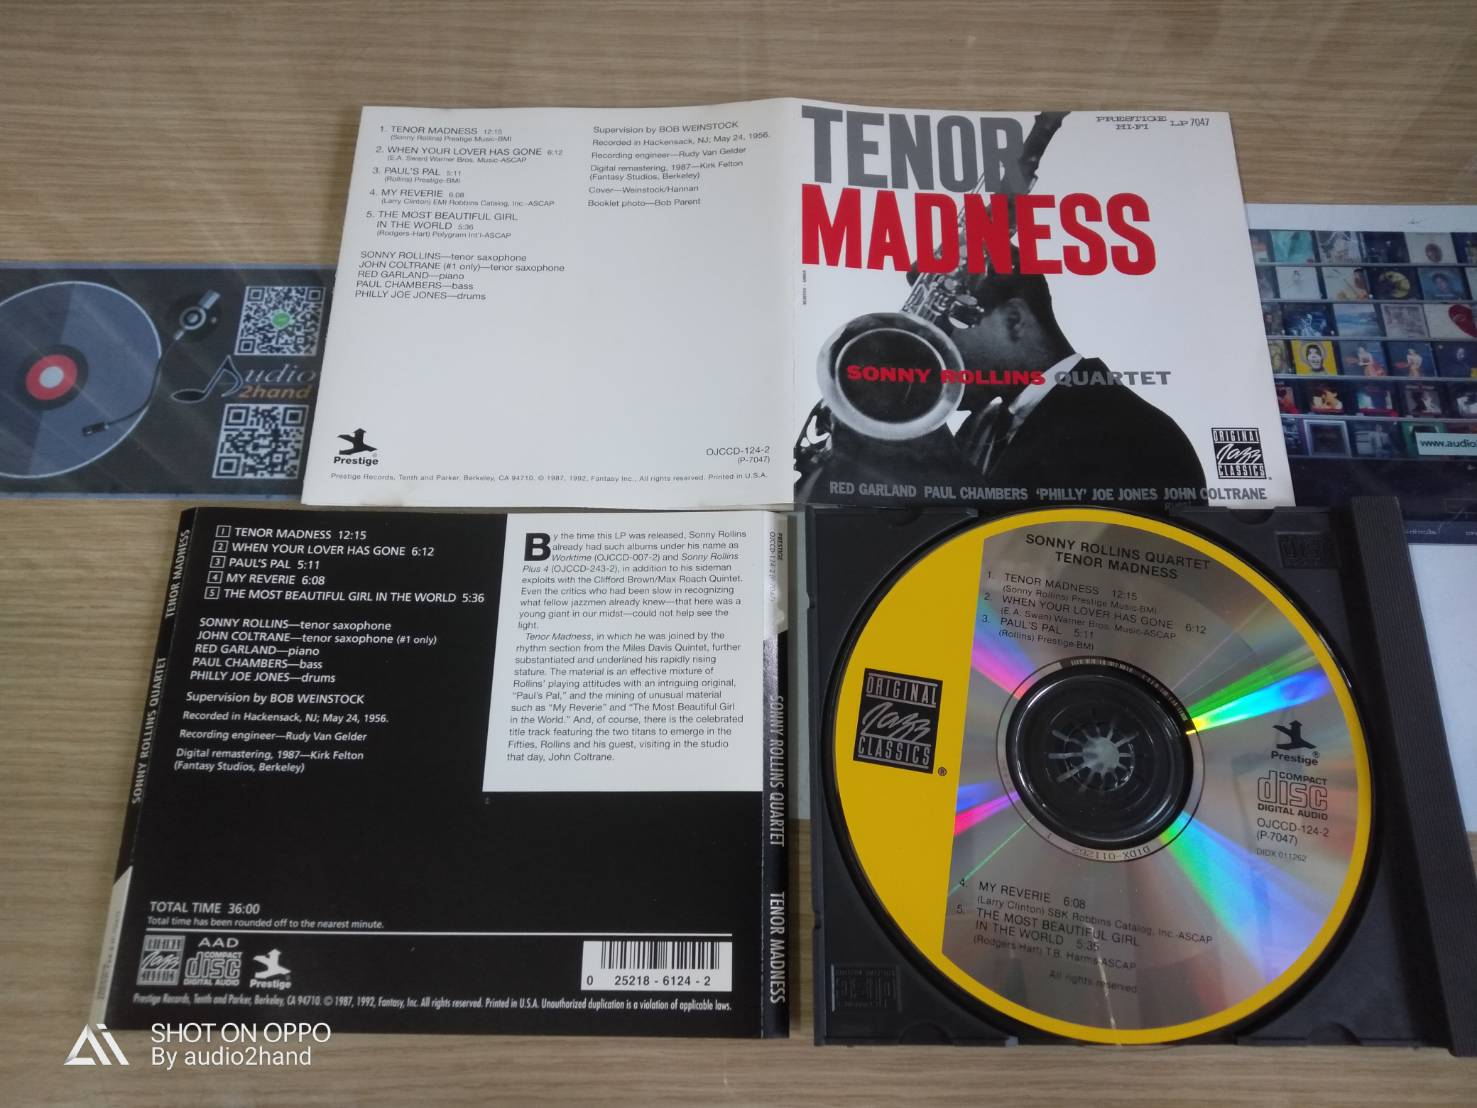 1. TENOR MADNESS 12:15
(Sonny Rollins) Prestige Music-BMI
2. WHEN YOUR LOVER HAS GONE 6:12
(E.A. Swan) Warner Bros. Music-ASCAP
3. PAUL'S PAL 5:11
(Rollins) Prestige-BMI
4. MY REVERIE 6:08
(Larry Clinton) EMI Robbins Catalog, Inc.-ASCAP
5. THE MOST BEAUTIFUL GIRL
IN THE WORLD 5:36
(Rodgers-Hart) Polygram Int'l-ASCAP
SONNY ROLLINS—tenor saxophone
JOHN COLTRANE (#1 only)—tenor saxophone
RED GARLAND—piano
PAUL CHAMBERS—bass
PHILLY JOE JONES—drums
Supervision by BOB WEINSTOCK
Recorded in Hackensack, NJ; May 24, 1956.
Recording engineer—Rudy Van Gelder
Digital remastering, 1987—Kirk Felton
(Fantasy Studios, Berkeley)
Cover—Weinstock/Hannan
Booklet photo—Bob Parent
Prestige
OJCCD-124-2
(P-7047)
Prestige Records, Tenth and Parker, Berkeley, CA 94710. © 1987, 1992, Fantasy Inc., All rights reserved. Printed in U.S.A.
TENOR
MADNESS
PRESTIGE
HI-FI LP 7047
SONNY ROLLINS QUARTET
ORIGINAL
Jazz
CLASSICS
RED GARLAND PAUL CHAMBERS 'PHILLY' JOE JONES JOHN COLTRANE
Audio
2hand
www.audio
TENOR MADNESS
SONNY ROLLINS QUARTET
1 TENOR MADNESS 12:15
2 WHEN YOUR LOVER HAS GONE 6:12
3 PAUL'S PAL 5:11
4 MY REVERIE 6:08
5 THE MOST BEAUTIFUL GIRL IN THE WORLD 5:36
SONNY ROLLINS—tenor saxophone
JOHN COLTRANE—tenor saxophone (#1 only)
RED GARLAND—piano
PAUL CHAMBERS—bass
PHILLY JOE JONES—drums
Supervision by BOB WEINSTOCK
Recorded in Hackensack, NJ; May 24, 1956.
Recording engineer—Rudy Van Gelder
Digital remastering, 1987—Kirk Felton
(Fantasy Studios, Berkeley)
By the time this LP was released, Sonny Rollins
already had such albums under his name as
Worktime (OJCCD-007-2) and Sonny Rollins
Plus 4 (OJCCD-243-2), in addition to his sideman
exploits with the Clifford Brown/Max Roach Quintet.
Even the critics who had been slow in recognizing
what fellow jazzmen already knew—that here was a
young giant in our midst—could not help see the
light.
Tenor Madness, in which he was joined by the
rhythm section from the Miles Davis Quintet, further
substantiated and underlined his rapidly rising
stature. The material is an effective mixture of
Rollins' playing attitudes with an intriguing original,
"Paul's Pal," and the mining of unusual material
such as "My Reverie" and "The Most Beautiful Girl
in the World." And, of course, there is the celebrated
title track featuring the two titans to emerge in the
Fifties, Rollins and his guest, visiting in the studio
that day, John Coltrane.
TOTAL TIME 36:00
Total time has been rounded off to the nearest minute.
AAD
COMPACT
disc
DIGITAL AUDIO
Prestige
0 25218-6124-2
Prestige Records, Tenth and Parker, Berkeley, CA 94710. © 1987, 1992, Fantasy, Inc. All rights reserved. Printed in U.S.A. Unauthorized duplication is a violation of applicable laws.
PRESTIGE
OJCCD-124-2 (P-7047)
SONNY ROLLINS QUARTET
TENOR MADNESS
SONNY ROLLINS QUARTET
TENOR MADNESS
1. TENOR MADNESS 12:15
(Sonny Rollins) Prestige Music-BMI
2. WHEN YOUR LOVER HAS GONE 6:12
(E.A. Swan) Warner Bros. Music-ASCAP
3. PAUL'S PAL 5:11
(Rollins) Prestige-BMI
ORIGINAL
Jazz
CLASSICS
®
Prestige®
COMPACT
disc
DIGITAL AUDIO
OJCCD-124-2
(P-7047)
DIDX 011262
DIDX-011262
4. MY REVERIE 6:08
(Larry Clinton) SBK Robbins Catalog, Inc.-ASCAP
5. THE MOST BEAUTIFUL GIRL
IN THE WORLD 5:35
(Rodgers-Hart) T.B. Harms-ASCAP
All rights reserved
SHOT ON OPPO
By audio2hand